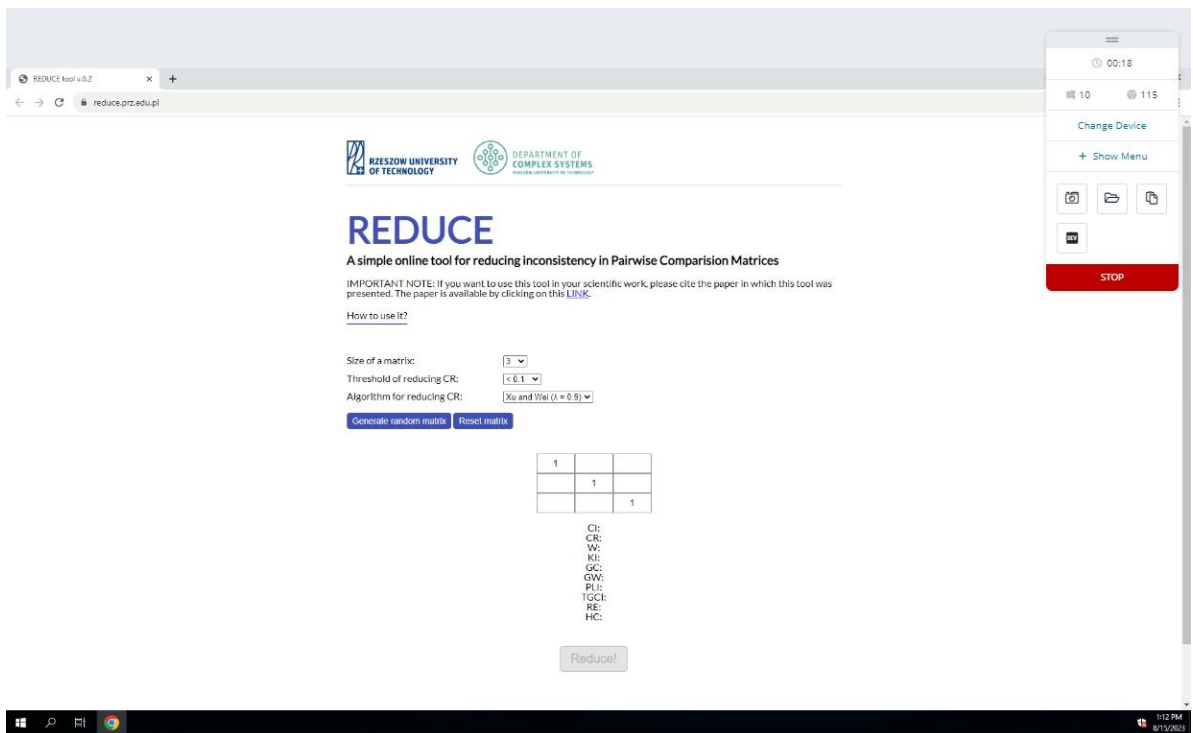 00:18
REDUCE tool v.0.2
10 115
reduce.prz.edu.pl
Change Device
+ Show Menu
RZESZOW UNIVERSITY
OF TECHNOLOGY
DEPARTMENT OF
COMPLEX SYSTEMS
DEV
STOP
REDUCE
A simple online tool for reducing inconsistency in Pairwise Comparision Matrices
IMPORTANT NOTE: If you want to use this tool in your scientific work, please cite the paper in which this tool was
presented. The paper is available by clicking on this LINK.
How to use it?
Size of a matrix: 3
Threshold of reducing CR: < 0.1
Algorithm for reducing CR: Xu and Wei (λ = 0.9)
Generate random matrix Reset matrix
1
1
1
CI:
CR:
W:
KI:
GC:
GW:
PLI:
TGCI:
RE:
HC:
Reduce!
1:12 PM
8/15/2023